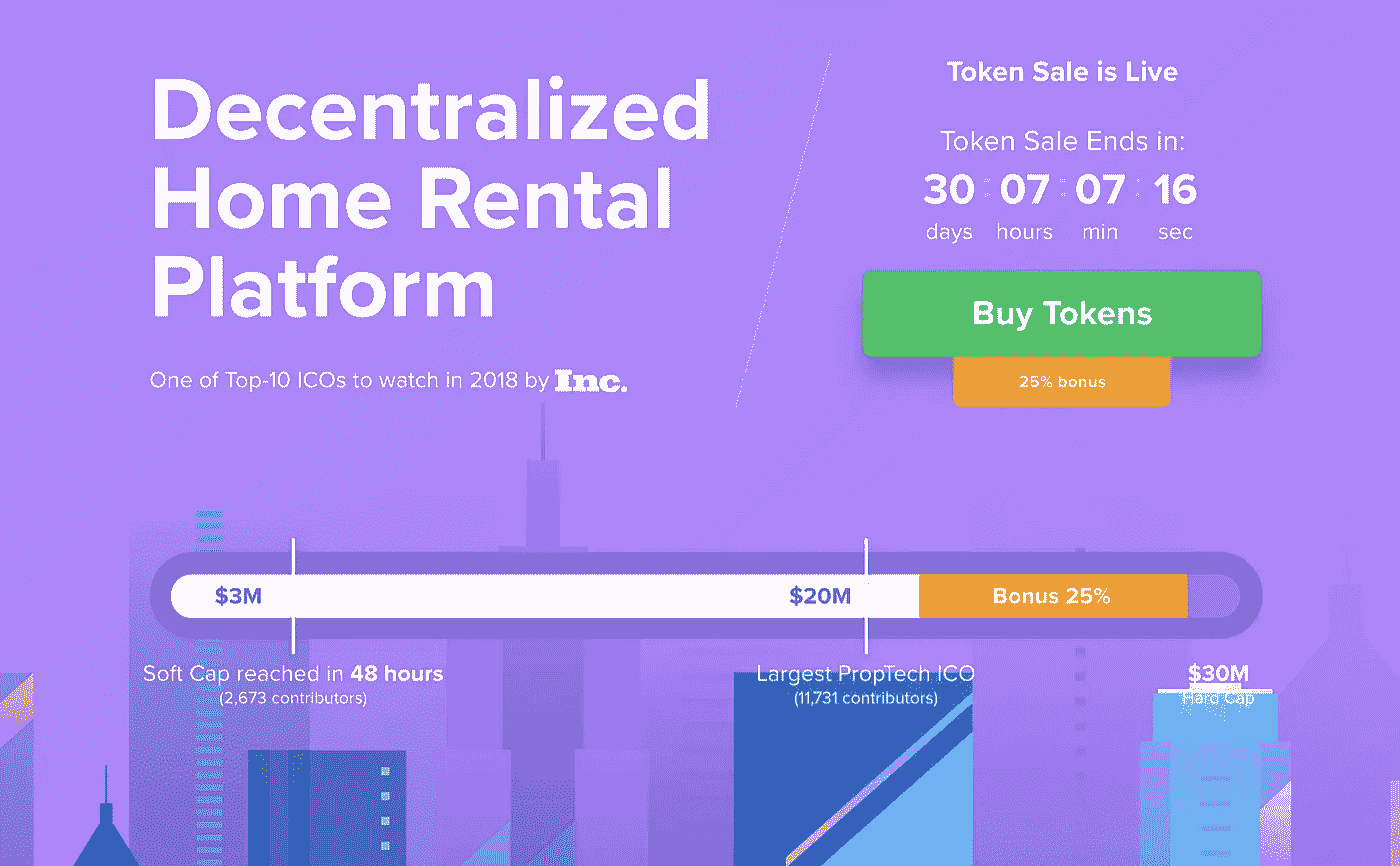 Decentralized
Home Rental
Platform
One of Top-10 ICOs to watch in 2018 by Inc.
Token Sale is Live
Token Sale Ends in:
30 : 07 : 07 : 16
days hours min sec
Buy Tokens
25% bonus
$3M $20M Bonus 25%
Soft Cap reached in 48 hours
(2,673 contributors)
Largest PropTech ICO
(11,731 contributors)
$30M
Hard Cap